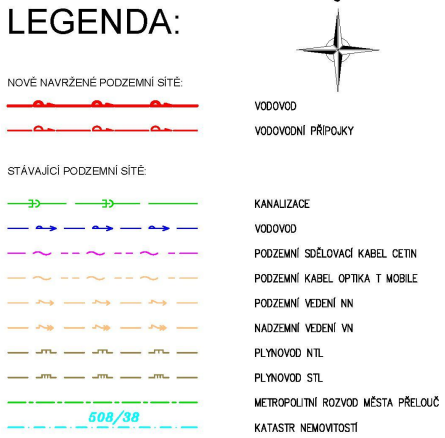 LEGENDA:
NOVĚ NAVRŽENÉ PODZEMNÍ SÍTĚ:
VODOVOD
VODOVODNÍ PŘÍPOJKY
STÁVAJÍCÍ PODZEMNÍ SÍTĚ:
KANALIZACE
VODOVOD
PODZEMNÍ SDĚLOVACÍ KABEL CETIN
PODZEMNÍ KABEL OPTIKA T MOBILE
PODZEMNÍ VEDENÍ NN
NADZEMNÍ VEDENÍ VN
PLYNOVOD NTL
PLYNOVOD STL
METROPOLITNÍ ROZVOD MĚSTA PŘELOUČ
508/38
KATASTR NEMOVITOSTÍ